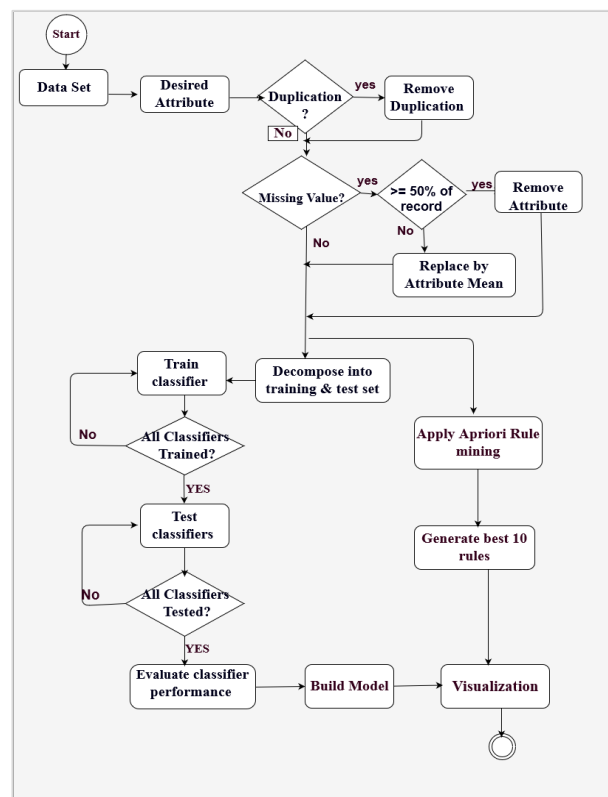 Start
Data Set
Desired
Attribute
Duplication
?
yes
Remove
Duplication
No
Missing Value?
yes
>= 50% of
record
yes
Remove
Attribute
No
No
Replace by
Attribute Mean
Decompose into
training & test set
Train
classifier
No
All Classifiers
Trained?
YES
Apply Apriori Rule
mining
Test
classifiers
Generate best 10
rules
No
All Classifiers
Tested?
YES
Evaluate classifier
performance
Build Model
Visualization